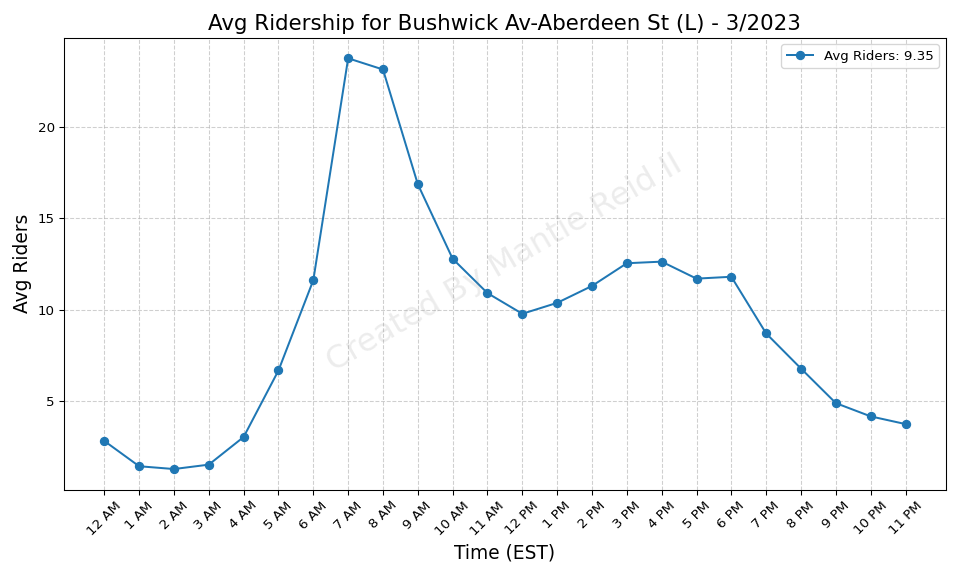 Avg Ridership for Bushwick Av-Aberdeen St (L) - 3/2023
Avg Riders: 9.35
Avg Riders
20
15
10
5
Created By Mantie Reid II
12 AM
1 AM
2 AM
3 AM
4 AM
5 AM
6 AM
7 AM
8 AM
9 AM
10 AM
11 AM
12 PM
1 PM
2 PM
3 PM
4 PM
5 PM
6 PM
7 PM
8 PM
9 PM
10 PM
11 PM
Time (EST)